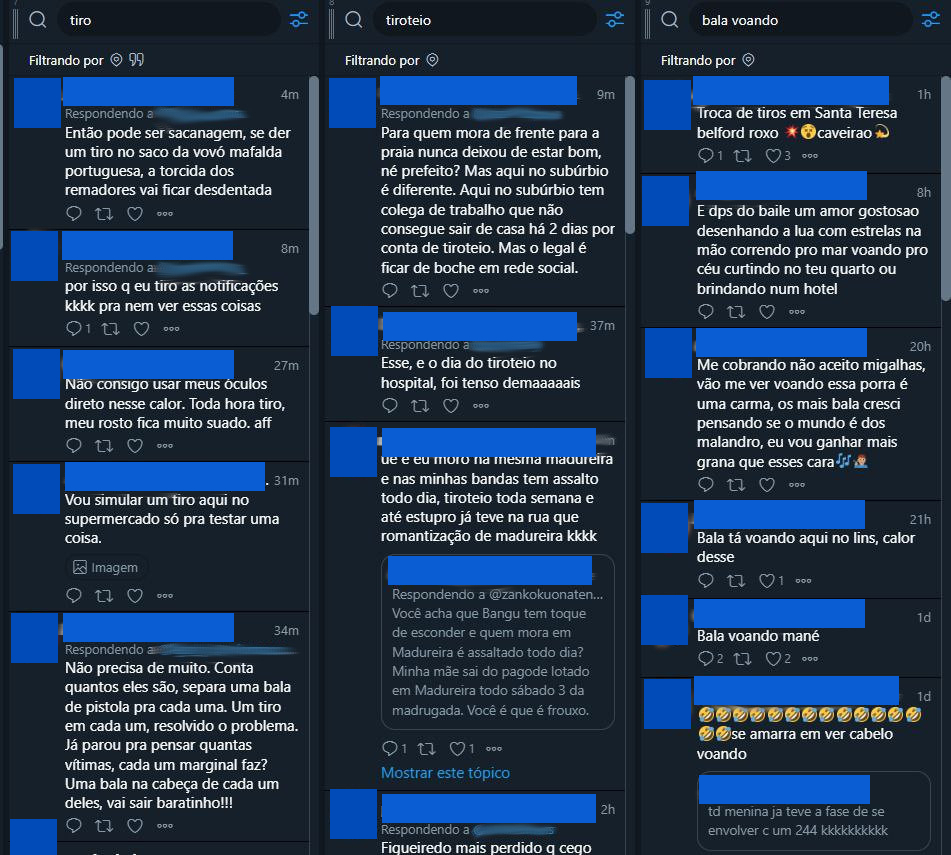 tiro
Filtrando por
4m
Respondendo a
Então pode ser sacanagem, se der
um tiro no saco da vovó mafalda
portuguesa, a torcida dos
remadores vai ficar desdentada
8m
Respondendo a
por isso q eu tiro as notificações
kkkk pra nem ver essas coisas
1
27m
Não consigo usar meus óculos
direto nesse calor. Toda hora tiro,
meu rosto fica muito suado. aff
31m
Vou simular um tiro aqui no
supermercado só pra testar uma
coisa.
Imagem
34m
Respondendo a
Não precisa de muito. Conta
quantos eles são, separa uma bala
de pistola pra cada uma. Um tiro
em cada um, resolvido o problema.
Já parou pra pensar quantas
vítimas, cada um marginal faz?
Uma bala na cabeça de cada um
deles, vai sair baratinho!!!
tiroteio
Filtrando por
9m
Respondendo a
Para quem mora de frente para a
praia nunca deixou de estar bom,
né prefeito? Mas aqui no subúrbio
é diferente. Aqui no subúrbio tem
colega de trabalho que não
consegue sair de casa há 2 dias por
conta de tiroteio. Mas o legal é
ficar de boche em rede social.
37m
Respondendo a
Esse, e o dia do tiroteio no
hospital, foi tenso demaaaaais
ué e eu moro na mesma madureira
e nas minhas bandas tem assalto
todo dia, tiroteio toda semana e
até estupro já teve na rua que
romantização de madureira kkkk
Respondendo a @zankokuonaten...
Você acha que Bangu tem toque
de esconder e quem mora em
Madureira é assaltado todo dia?
Minha mãe sai do pagode lotado
em Madureira todo sábado 3 da
madrugada. Você é que é frouxo.
1 1
Mostrar este tópico
2h
Respondendo a
Figueiredo mais perdido q cego
bala voando
Filtrando por
1h
Troca de tiros em Santa Teresa
belford roxo 💥😵caveirao💫
1 3
8h
E dps do baile um amor gostosao
desenhando a lua com estrelas na
mão correndo pro mar voando pro
céu curtindo no teu quarto ou
brindando num hotel
20h
Me cobrando não aceito migalhas,
vão me ver voando essa porra é
uma carma, os mais bala cresci
pensando se o mundo é dos
malandro, eu vou ganhar mais
grana que esses cara🎶
21h
Bala tá voando aqui no lins, calor
desse
1
1d
Bala voando mané
2 2
1d
🤣🤣🤣🤣🤣🤣🤣🤣🤣🤣🤣🤣🤣
🤣🤣se amarra em ver cabelo
voando
td menina ja teve a fase de se
envolver c um 244 kkkkkkkkkk